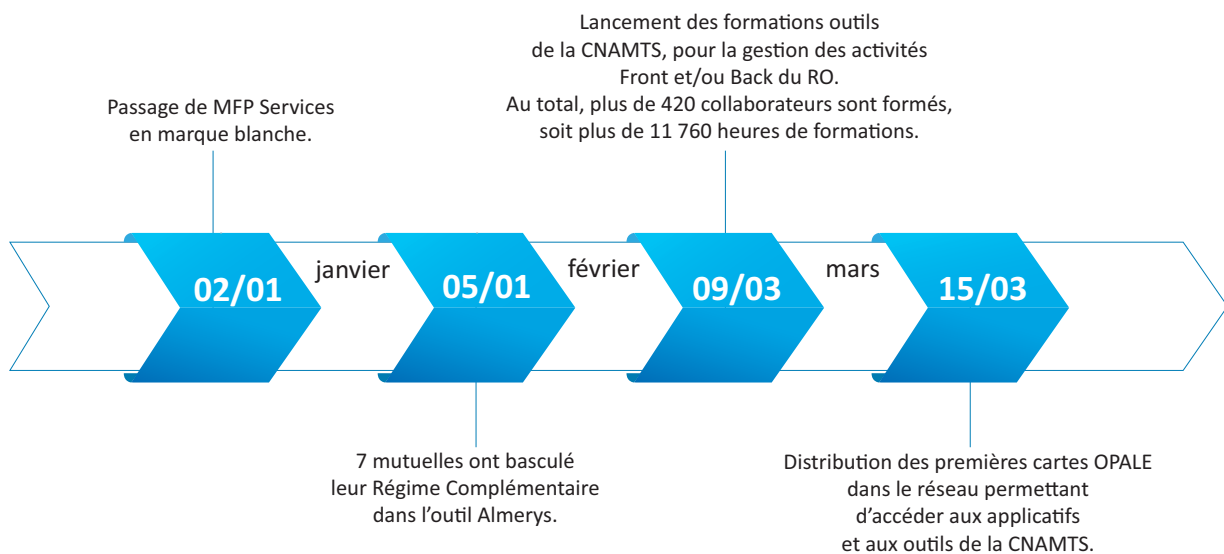 Lancement des formations outils
de la CNAMTS, pour la gestion des activités
Front et/ou Back du RO.
Au total, plus de 420 collaborateurs sont formés,
soit plus de 11 760 heures de formations.
Passage de MFP Services
en marque blanche.
02/01
janvier
05/01
février
09/03
mars
15/03
7 mutuelles ont basculé
leur Régime Complémentaire
dans l’outil Almerys.
Distribution des premières cartes OPALE
dans le réseau permettant
d’accéder aux applicatifs
et aux outils de la CNAMTS.